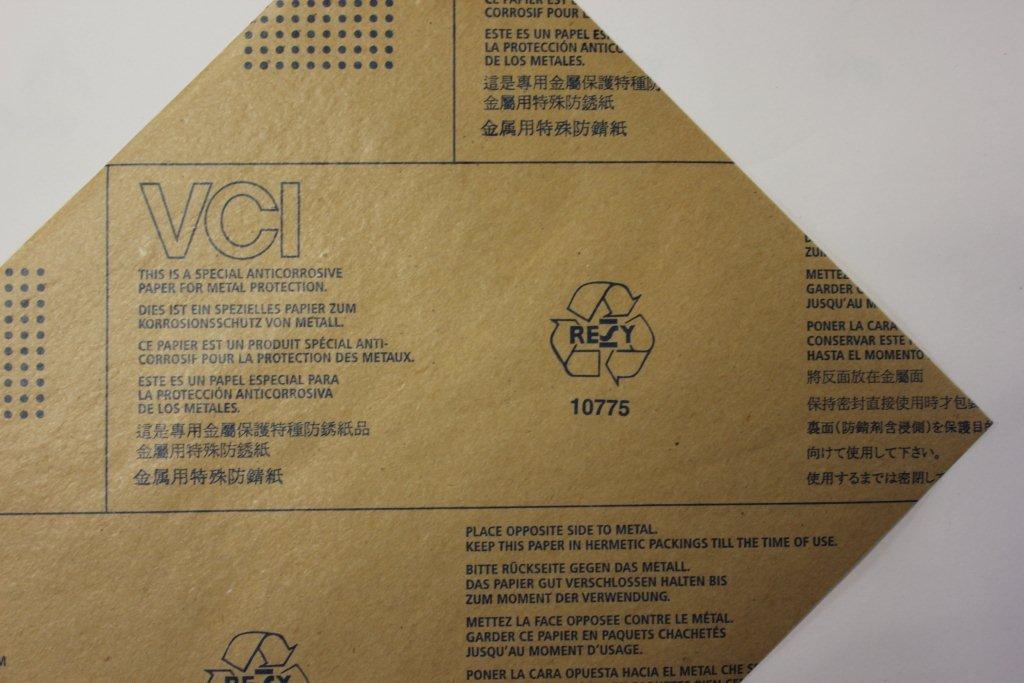 CORROSIF POUR
ESTE ES UN PAPEL
LA PROTECCIÓN
DE LOS METALES.
這是專用金屬保護特種防
金屬用特殊防銹紙
金属用特殊防錆紙
VCI
THIS IS A SPECIAL ANTICORROSIVE
PAPER FOR METAL PROTECTION.
DIES IST EIN SPEZIELLES PAPIER ZUM
KORROSIONSSCHUTZ VON METALL.
CE PAPIER EST UN PRODUIT SPÉCIAL ANTI-
CORROSIF POUR LA PROTECTION DES METAUX.
ESTE ES UN PAPEL ESPECIAL PARA
LA PROTECCIÓN ANTICORROSIVA
DE LOS METALES.
這是專用金屬保護特種防銹紙品
金屬用特殊防銹紙
金属用特殊防錆紙
RESY
10775
GARDER
JUSQU'AU
PONER LA CARA
CONSERVAR ESTE
HASTA EL MOMENTO
將反面放在金屬面
保持密封直接使用時才包
裏面(防錆剤含浸側)を保護目
向けて使用して下さい。
使用するまでは密閉して
PLACE OPPOSITE SIDE TO METAL.
KEEP THIS PAPER IN HERMETIC PACKINGS TILL THE TIME OF USE.
BITTE RÜCKSEITE GEGEN DAS METALL.
DAS PAPIER GUT VERSCHLOSSEN HALTEN BIS
ZUM MOMENT DER VERWENDUNG.
METTEZ LA FACE OPPOSEE CONTRE LE MÉTAL.
GARDER CE PAPIER EN PAQUETS CHACHETÉS
JUSQU'AU MOMENT D'USAGE.
PONER LA CARA OPUESTA HACIA EL METAL CHE
RESY